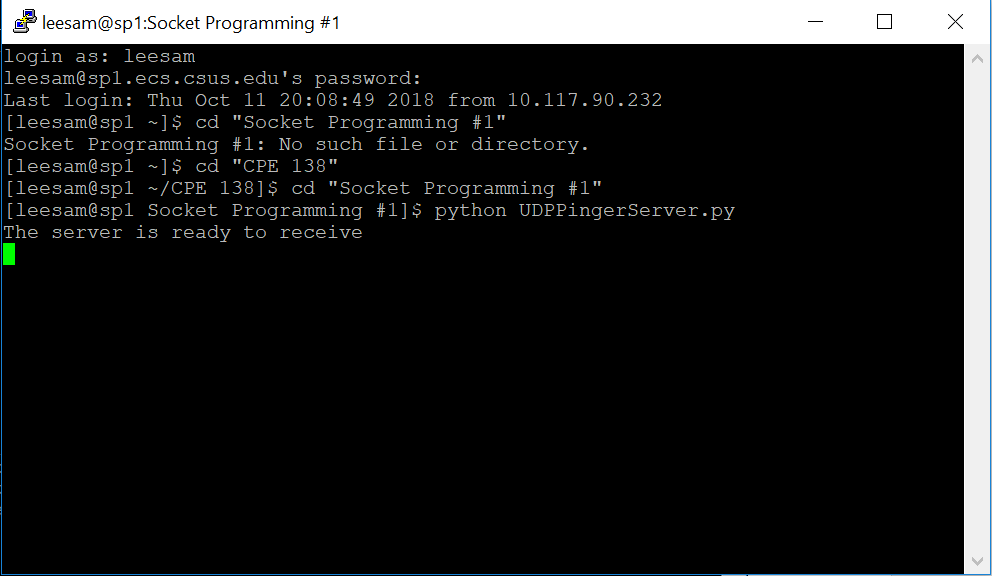 leesam@sp1:Socket Programming #1
login as: leesam
leesam@sp1.ecs.csus.edu's password:
Last login: Thu Oct 11 20:08:49 2018 from 10.117.90.232
[leesam@sp1 ~]$ cd "Socket Programming #1"
Socket Programming #1: No such file or directory.
[leesam@sp1 ~]$ cd "CPE 138"
[leesam@sp1 ~/CPE 138]$ cd "Socket Programming #1"
[leesam@sp1 Socket Programming #1]$ python UDPPingerServer.py
The server is ready to receive